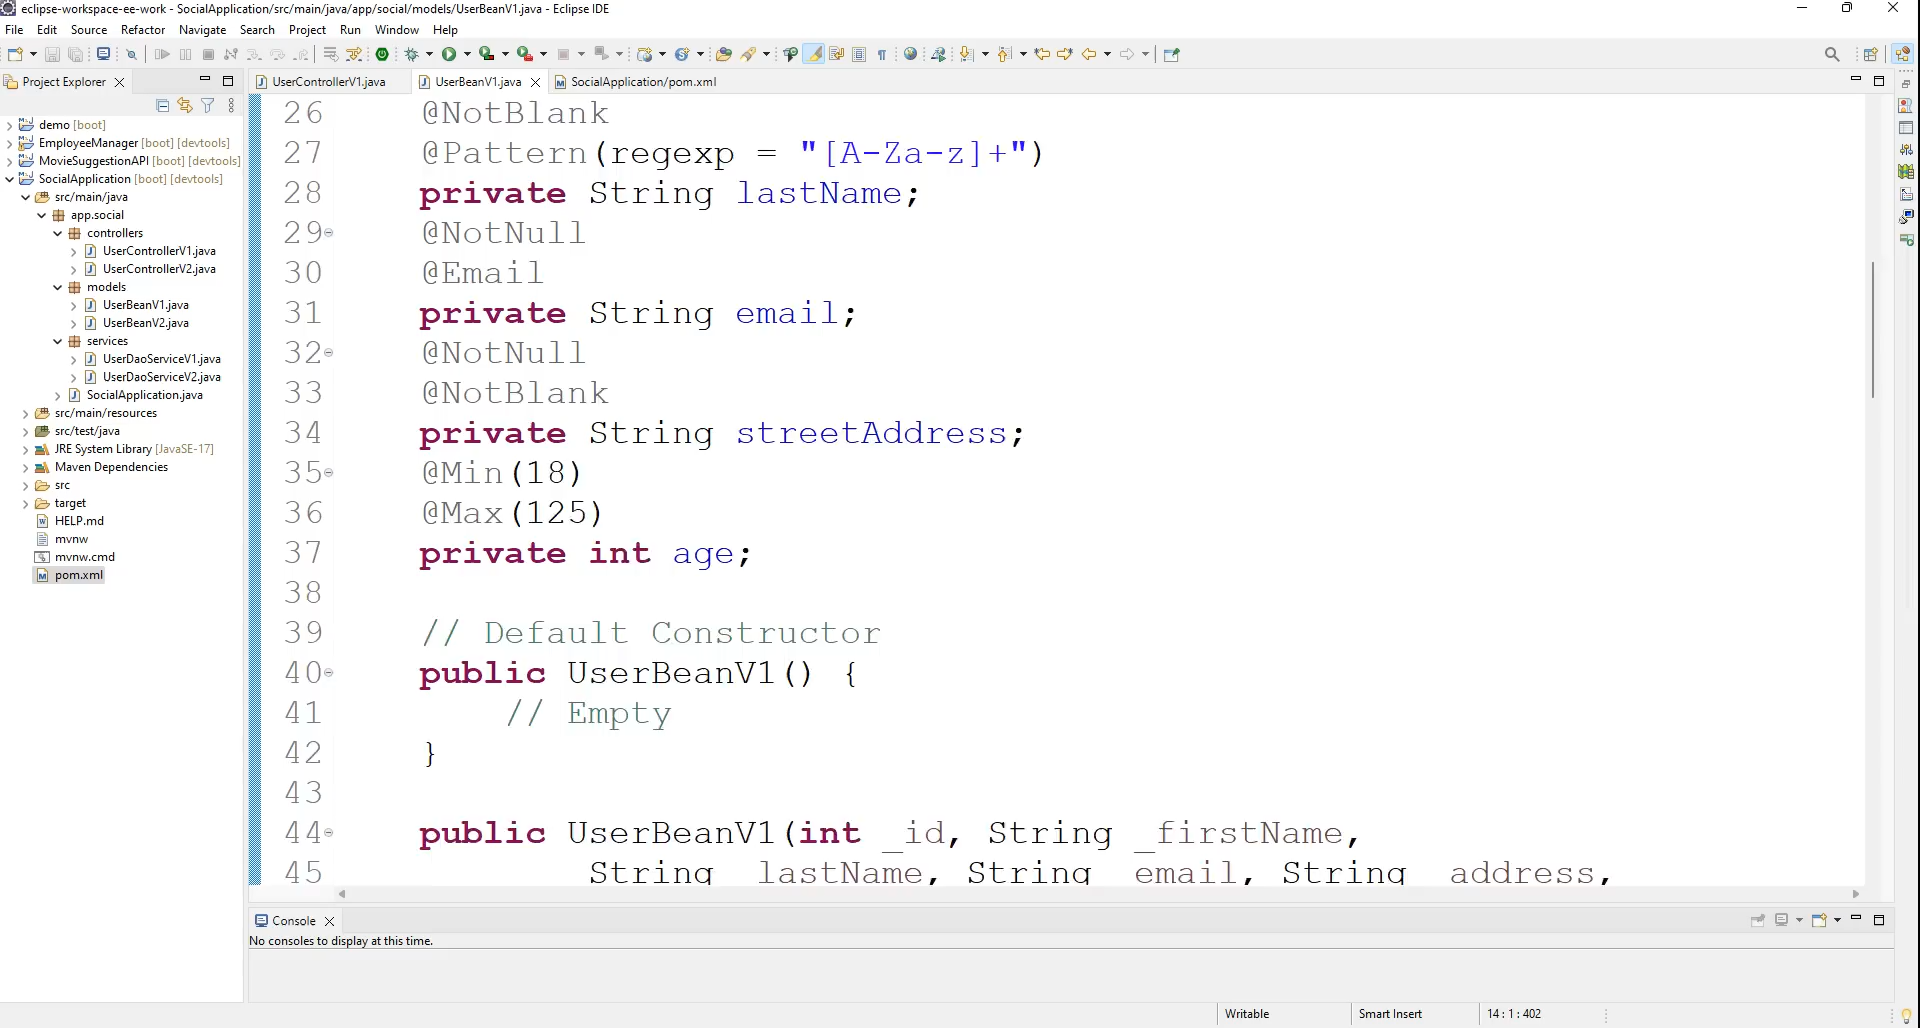 eclipse-workspace-ee-work - SocialApplication/src/main/java/app/social/models/UserBeanV1.java - Eclipse IDE
File Edit Source Refactor Navigate Search Project Run Window Help
Project Explorer
UserControllerV1.java
UserBeanV1.java
SocialApplication/pom.xml
demo [boot]
EmployeeManager [boot] [devtools]
MovieSuggestionAPI [boot] [devtools]
SocialApplication [boot] [devtools]
src/main/java
app.social
controllers
UserControllerV1.java
UserControllerV2.java
models
UserBeanV1.java
UserBeanV2.java
services
UserDaoServiceV1.java
UserDaoServiceV2.java
SocialApplication.java
src/main/resources
src/test/java
JRE System Library [JavaSE-17]
Maven Dependencies
src
target
HELP.md
mvnw
mvnw.cmd
pom.xml
26 @NotBlank
27 @Pattern(regexp = "[A-Za-z]+")
28 private String lastName;
29 @NotNull
30 @Email
31 private String email;
32 @NotNull
33 @NotBlank
34 private String streetAddress;
35 @Min(18)
36 @Max(125)
37 private int age;
38
39 // Default Constructor
40 public UserBeanV1() {
41 // Empty
42 }
43
44 public UserBeanV1(int _id, String _firstName,
45 String _lastName, String _email, String _address,
Console
No consoles to display at this time.
Writable
Smart Insert
14 : 1 : 402